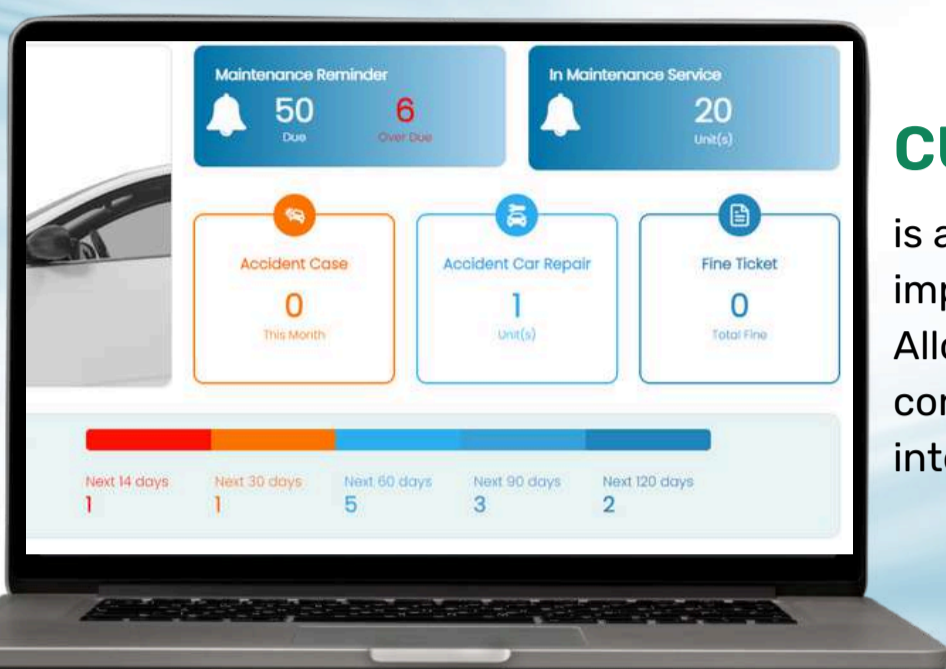 Maintenance Reminder
50
6
Due
Over Due
In Maintenance Service
20
Unit(s)
Accident Case
0
This Month
Accident Car Repair
1
Unit(s)
Fine Ticket
0
Total Fine
Next 14 days
1
Next 30 days
1
Next 60 days
5
Next 90 days
3
Next 120 days
2
is a